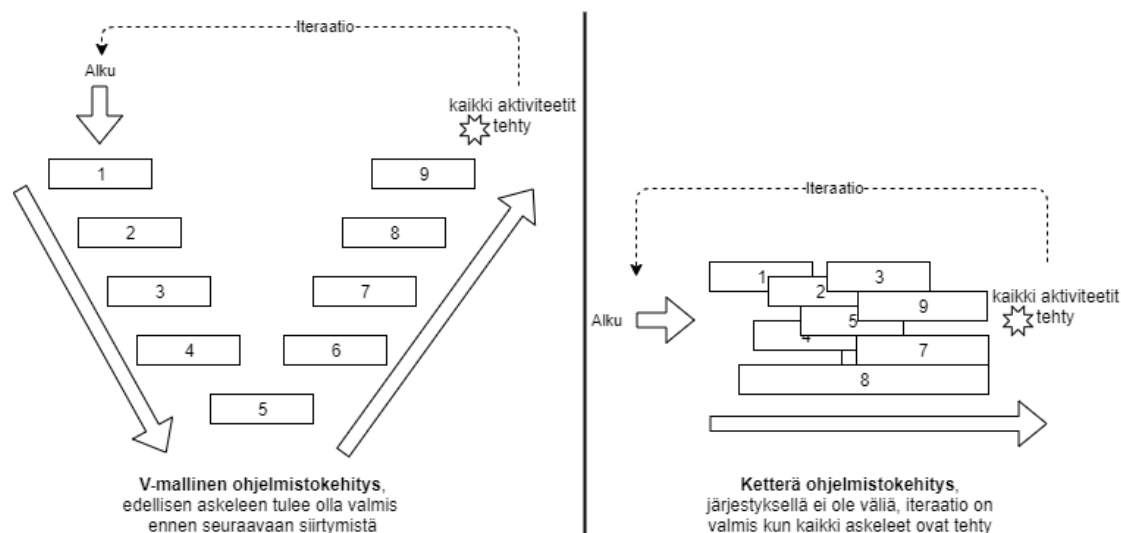 Iteraatio
Alku
kaikki aktiviteetit
tehty
1
9
2
8
3
7
4
6
5
V-mallinen ohjelmistokehitys,
edellisen askeleen tulee olla valmis
ennen seuraavaan siirtymistä
Iteraatio
Alku
1
3
2
9
5
4
7
8
kaikki aktiviteetit
tehty
Ketterä ohjelmistokehitys,
järjestyksellä ei ole väliä, iteraatio on
valmis kun kaikki askeleet ovat tehty